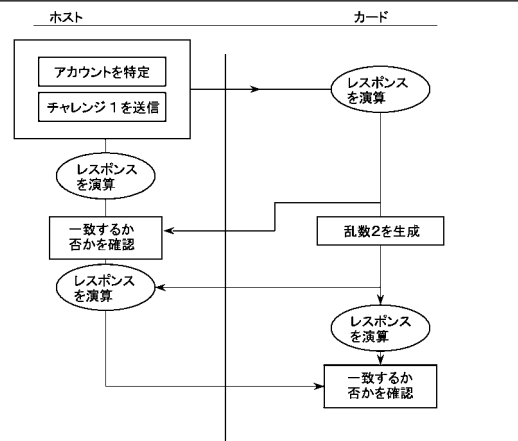 ホスト
カード
アカウントを特定
チャレンジ1を送信
レスポンス
を演算
レスポンス
を演算
一致するか
否かを確認
乱数2を生成
レスポンス
を演算
レスポンス
を演算
一致するか
否かを確認